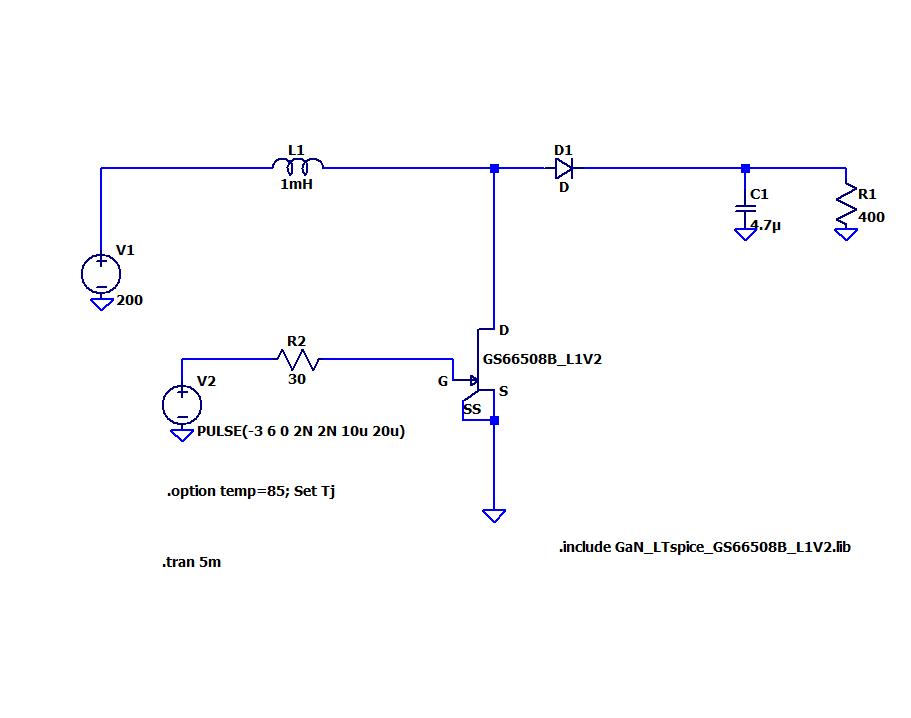 L1
1mH
D1
D
C1
4.7µ
R1
400
V1
200
R2
30
D
GS66508B_L1V2
G
S
SS
V2
PULSE(-3 6 0 2N 2N 10u 20u)
.option temp=85; Set Tj
.include GaN_LTspice_GS66508B_L1V2.lib
.tran 5m